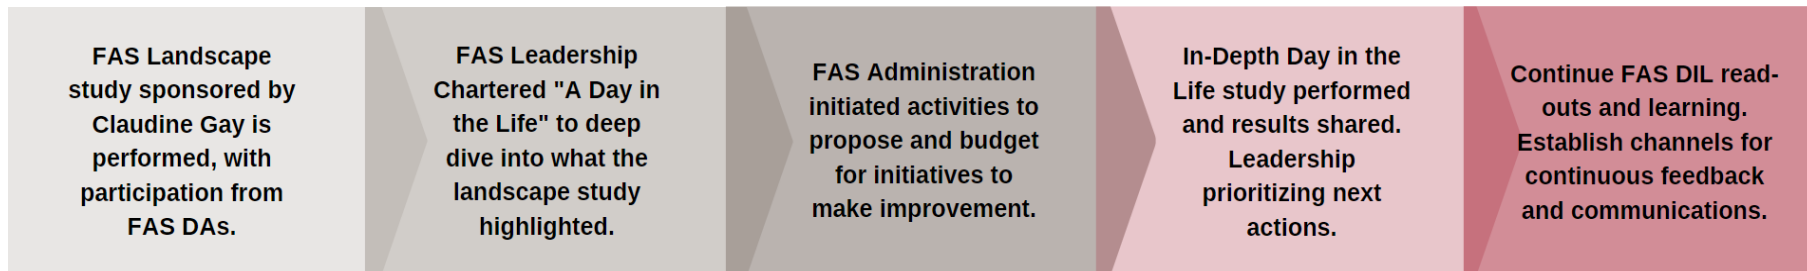 FAS Landscape
study sponsored by
Claudine Gay is
performed, with
participation from
FAS DAs.
FAS Leadership
Chartered "A Day in
the Life" to deep
dive into what the
landscape study
highlighted.
FAS Administration
initiated activities to
propose and budget
for initiatives to
make improvement.
In-Depth Day in the
Life study performed
and results shared.
Leadership
prioritizing next
actions.
Continue FAS DIL read-
outs and learning.
Establish channels for
continuous feedback
and communications.